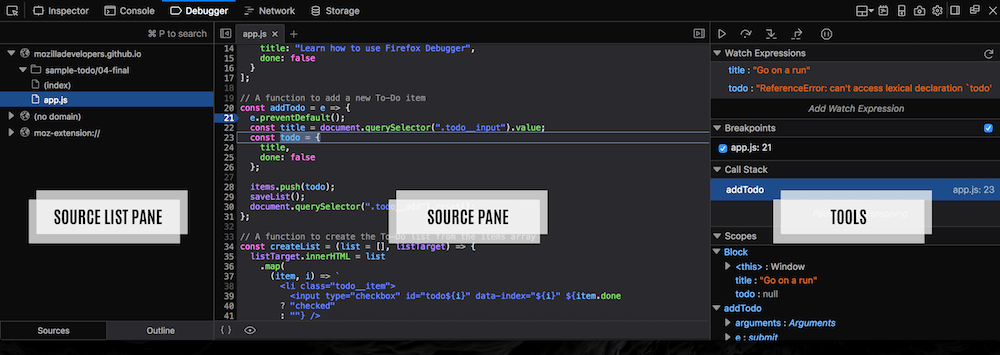 Inspector Console Debugger Network Storage
⌘ P to search
app.js
mozilladevelopers.github.io
sample-todo/04-final
(index)
app.js
(no domain)
moz-extension://
SOURCE LIST PANE
Sources Outline
14 title: "Learn how to use Firefox Debugger",
15 done: false
16 }
17 ];
18
19 // A function to add a new To-Do item
20 const addTodo = e => {
21 e.preventDefault();
22 const title = document.querySelector(".todo__input").value;
23 const todo = {
24 title,
25 done: false
26 };
27
28 items.push(todo);
29 saveList();
30 document.querySelector(".todo
31 };
32
33 // A function to create the To-Do list from the items array
34 const createList = (list = [], listTarget) => {
35 listTarget.innerHTML = list
36 .map(
37 (item, i) => `
38 <li class="todo__item">
39 <input type="checkbox" id="todo${i}" data-index="${i}" ${item.done
40 ? "checked"
41 : ""} />
SOURCE PANE
{ }
Watch Expressions
title : "Go on a run"
todo : "ReferenceError: can't access lexical declaration `todo'
Add Watch Expression
Breakpoints
app.js: 21
Call Stack
addTodo app.js: 23
TOOLS
Scopes
Block
<this> : Window
title : "Go on a run"
todo : null
addTodo
arguments : Arguments
e : submit